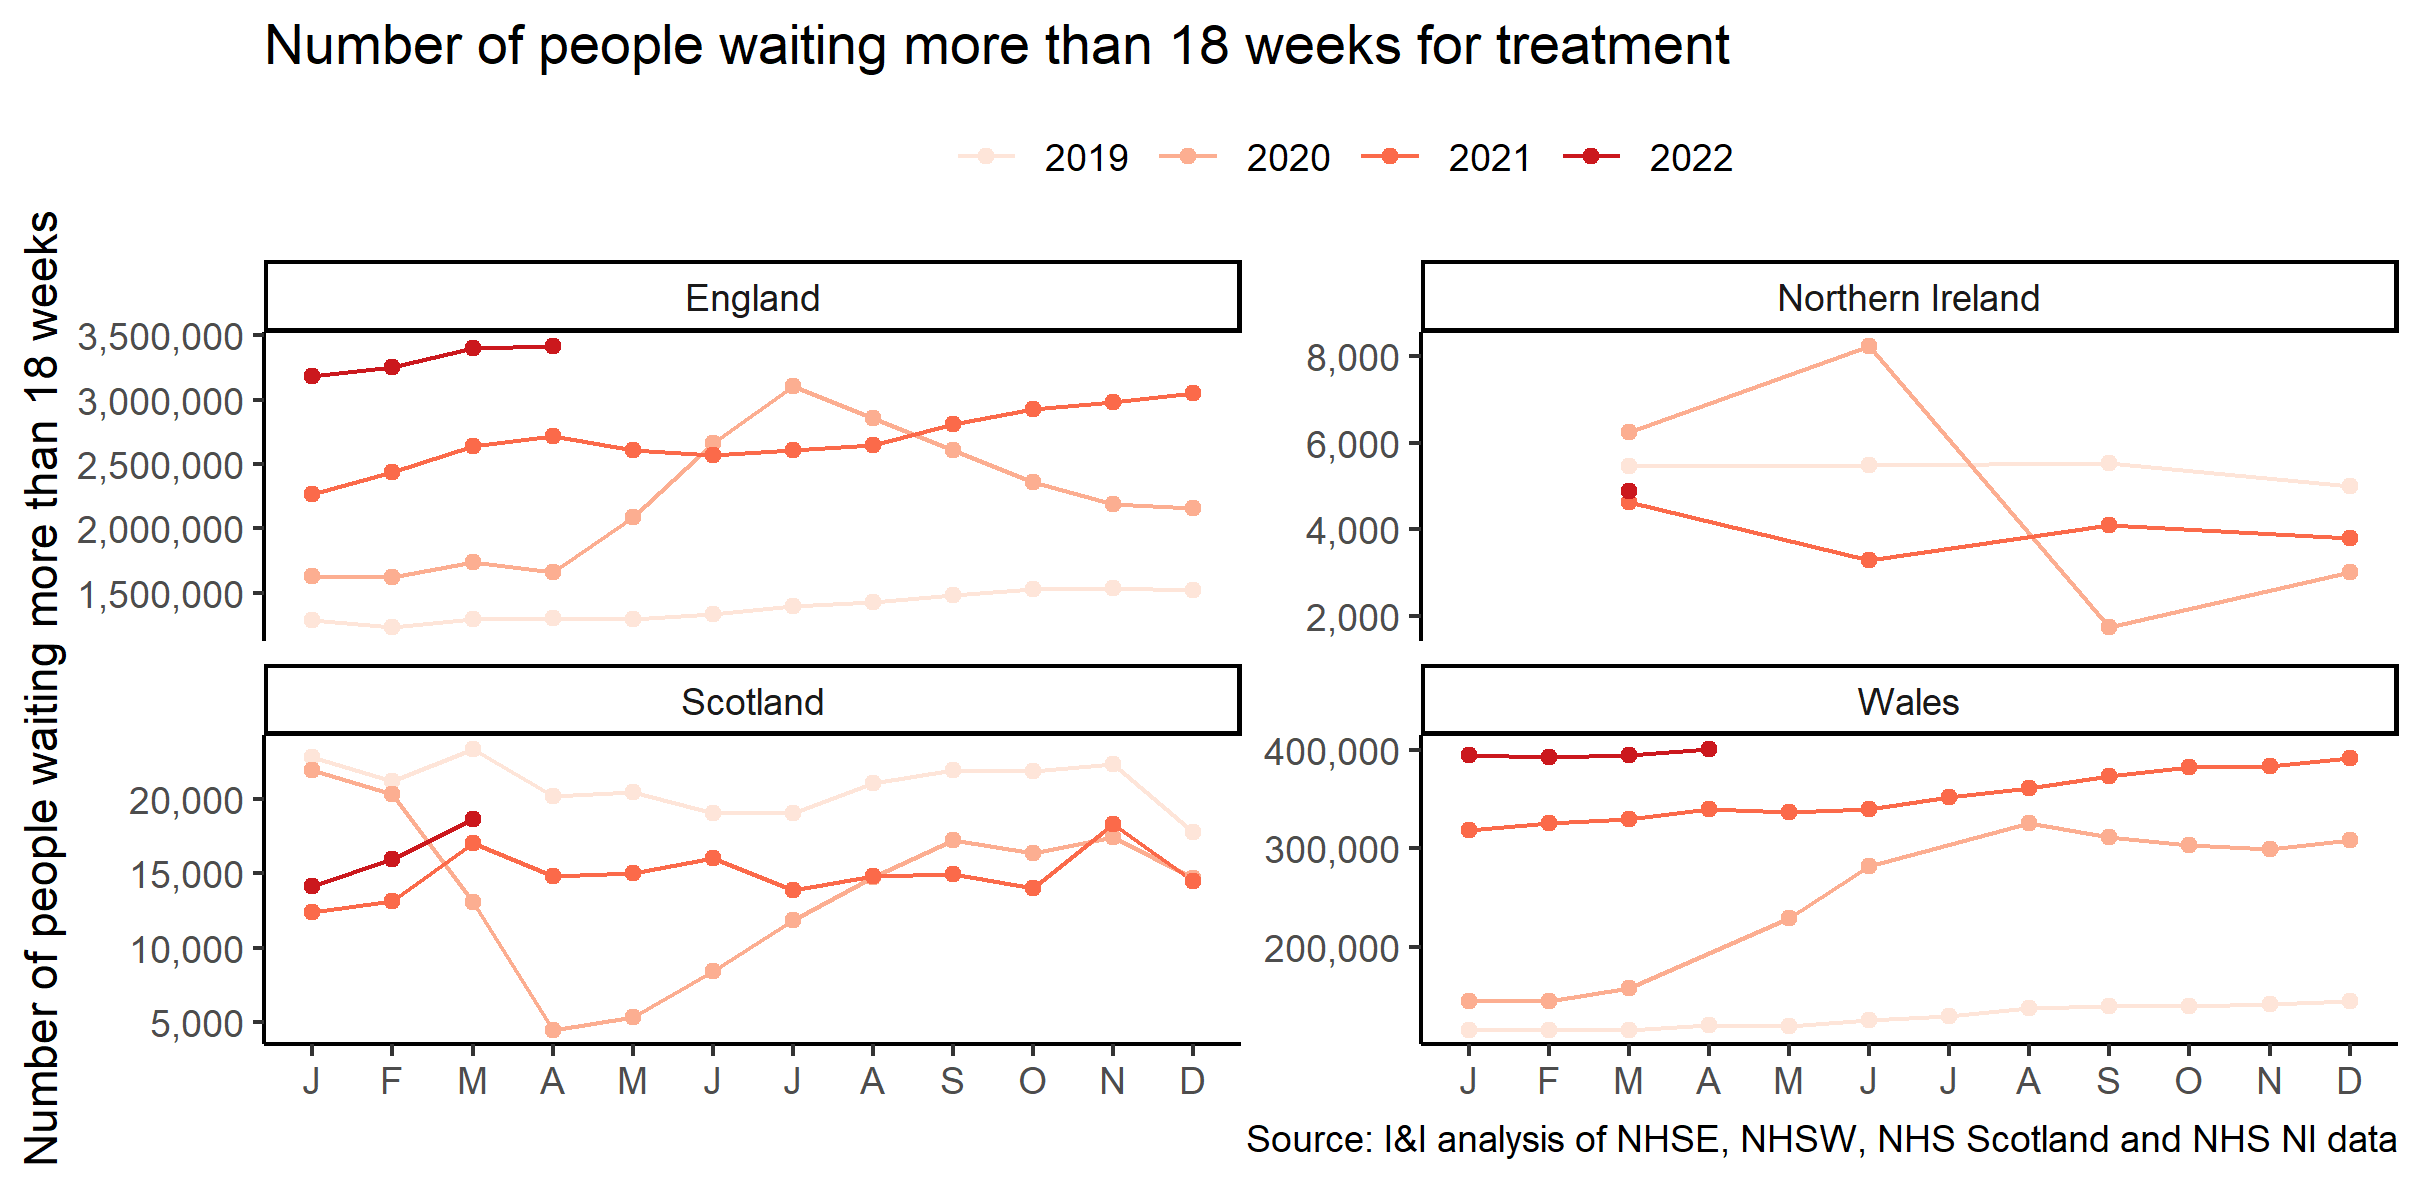 Number of people waiting more than 18 weeks for treatment
2019 2020 2021 2022
Number of people waiting more than 18 weeks
England
3,500,000
3,000,000
2,500,000
2,000,000
1,500,000
Northern Ireland
8,000
6,000
4,000
2,000
Scotland
20,000
15,000
10,000
5,000
J F M A M J J A S O N D
Wales
400,000
300,000
200,000
J F M A M J J A S O N D
Source: I&I analysis of NHSE, NHSW, NHS Scotland and NHS NI data